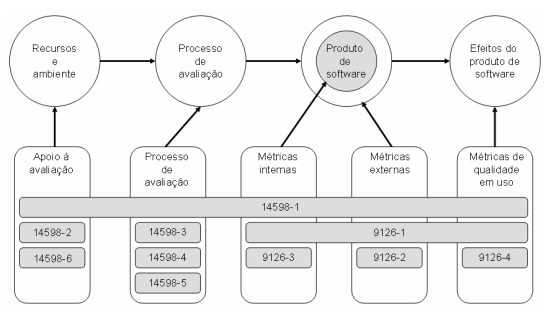 Recursos
e
ambiente
Processo
de
avaliação
Produto
de
software
Efeitos do
produto de
software
Apoio á
avaliação
Processo
de
avaliação
Métricas
internas
Métricas
externas
Métricas de
qualidade
em uso
14598-1
14598-2
14598-3
9126-1
14598-6
14598-4
9126-3
9126-2
9126-4
14598-5